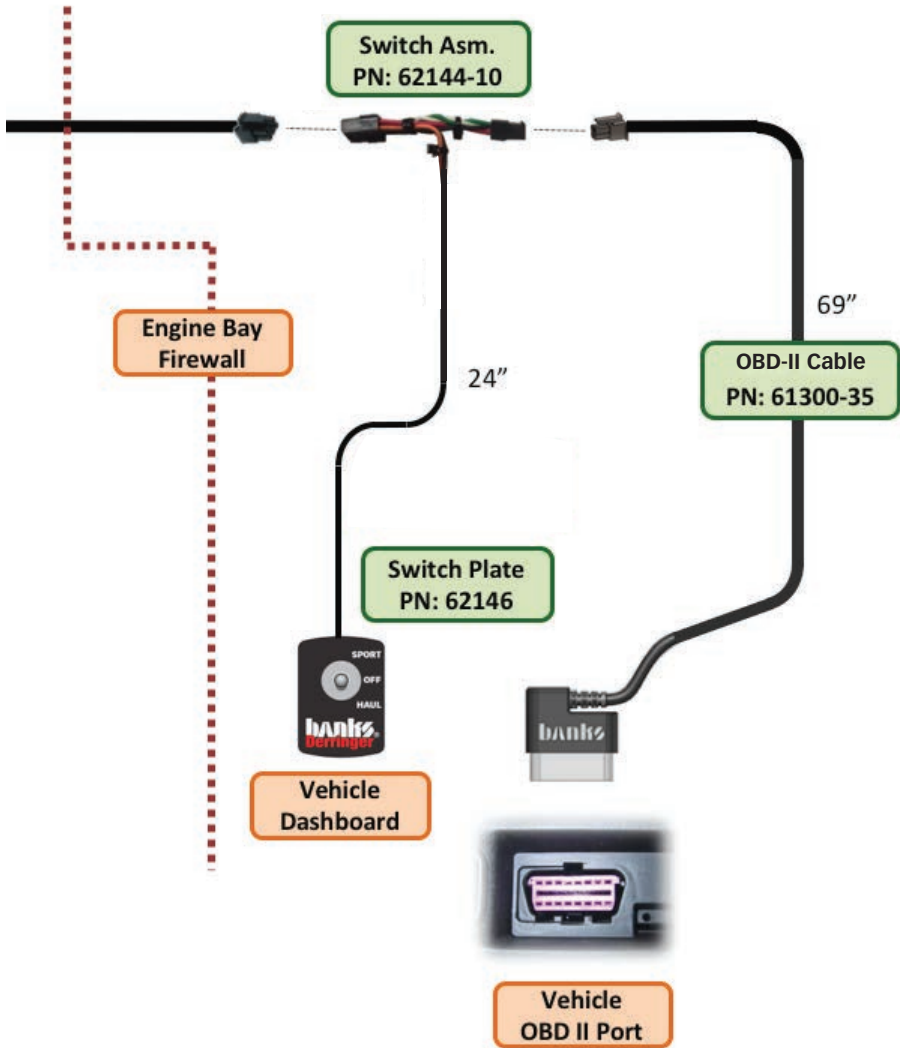 Switch Asm.
PN: 62144-10
Engine Bay
Firewall
24”
69”
OBD-II Cable
PN: 61300-35
Switch Plate
PN: 62146
SPORT
OFF
HAUL
banks®
Derringer
banks
Vehicle
Dashboard
Vehicle
OBD II Port